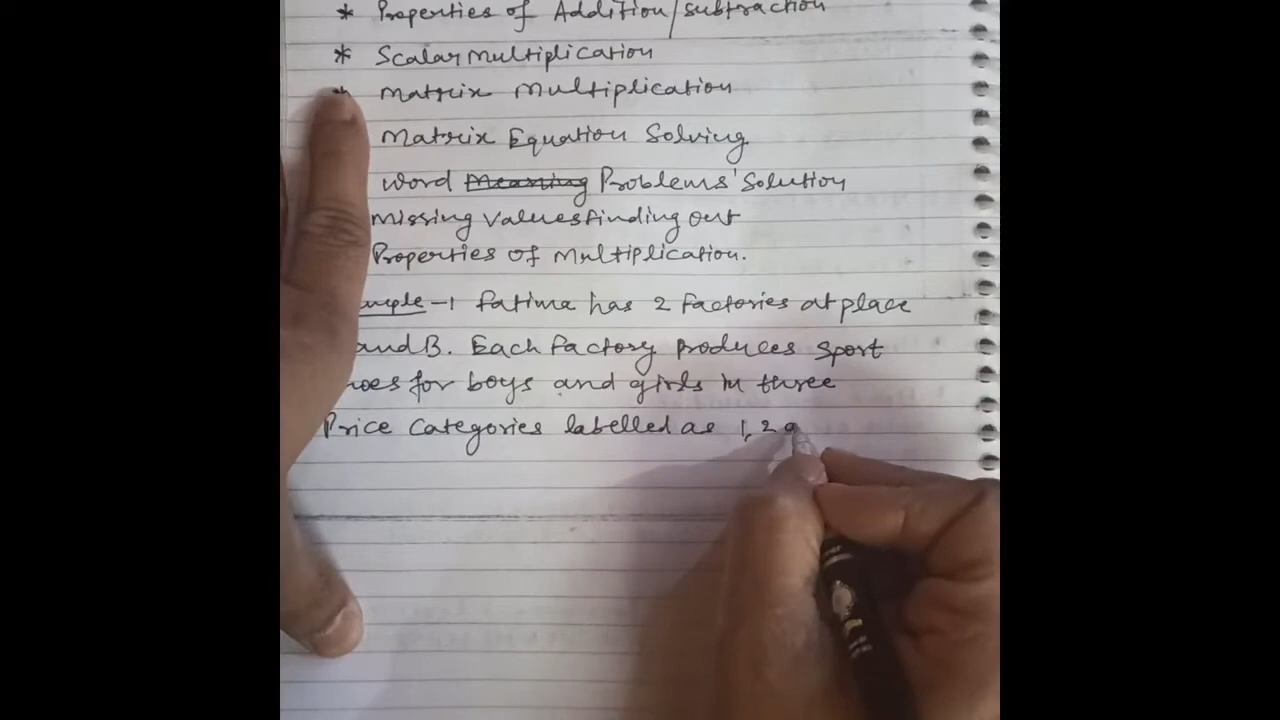 * Properties of Addition/subtraction
* Scalar multiplication
* Matrix Multiplication
Matrix Equation Solving
Word Meaning Problems' Solution
Missing Values finding out
Properties of Multiplication.
ample -1 Fatima has 2 factories at place
and B. Each factory produces sport
hoes for boys and girls in three
Price Categories labelled as 1, 2 a